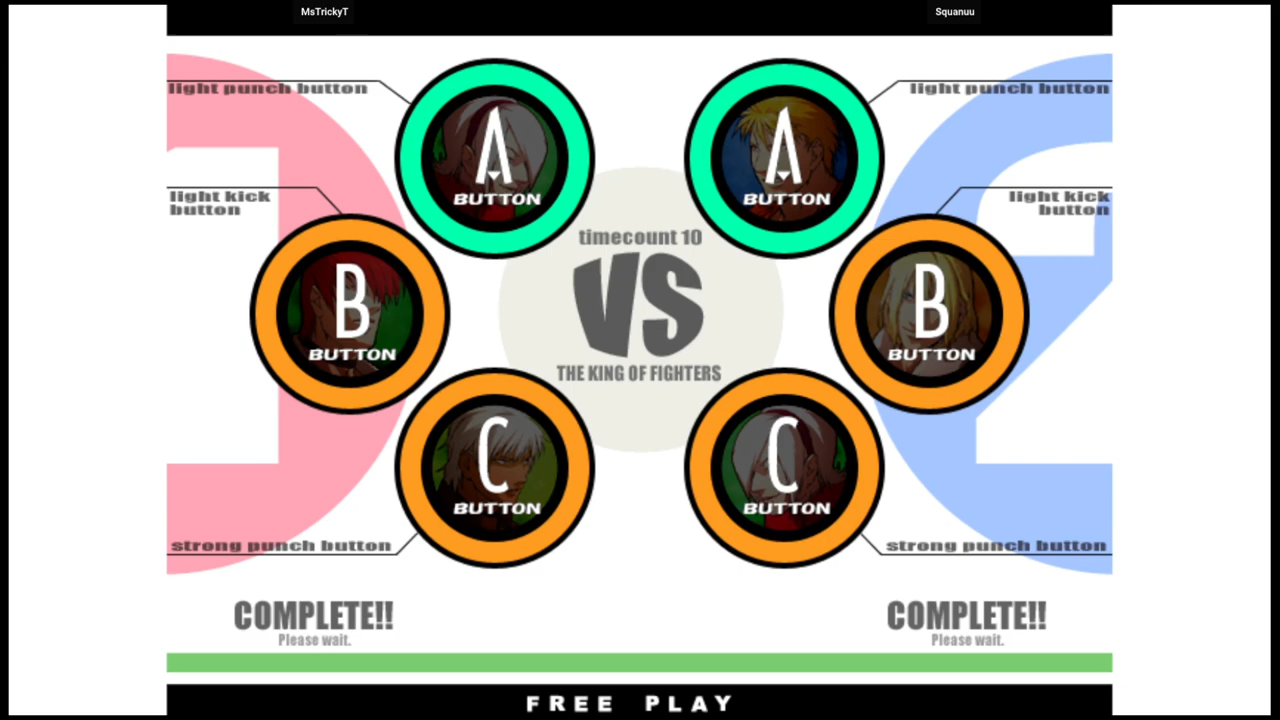 MsTrickyT
Squanuu
light punch button
light punch button
A
BUTTON
A
BUTTON
light kick
button
light kick
button
timecount 10
VS
THE KING OF FIGHTERS
1
2
B
BUTTON
B
BUTTON
C
BUTTON
C
BUTTON
strong punch button
strong punch button
COMPLETE!!
Please wait.
COMPLETE!!
Please wait.
FREE PLAY